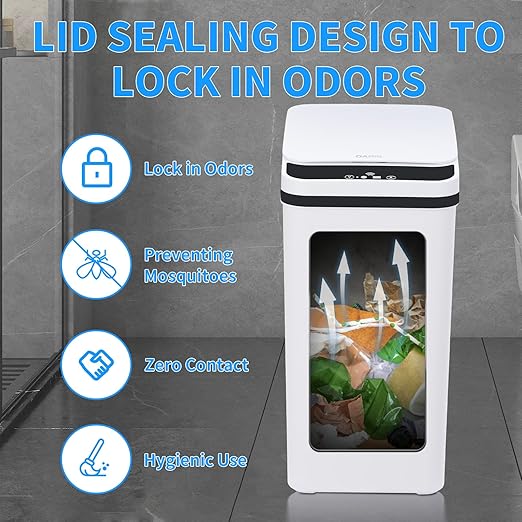 LID SEALING DESIGN TO
LOCK IN ODORS
Lock in Odors
Preventing
Mosquitoes
Zero Contact
Hygienic Use